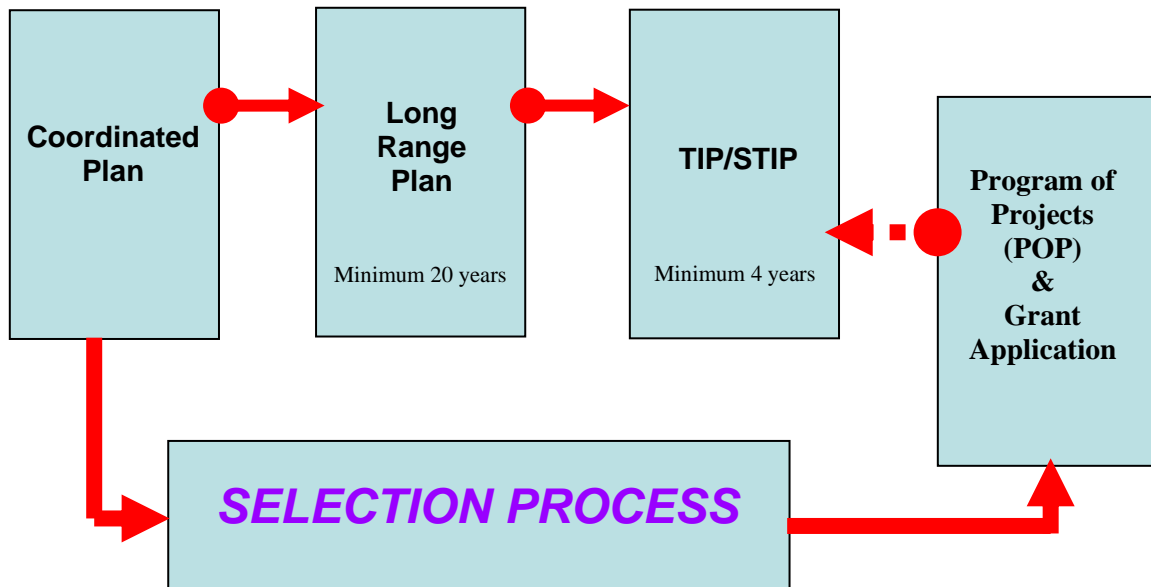 Coordinated
Plan
Long
Range
Plan
Minimum 20 years
TIP/STIP
Minimum 4 years
Program of
Projects
(POP)
&
Grant
Application
SELECTION PROCESS